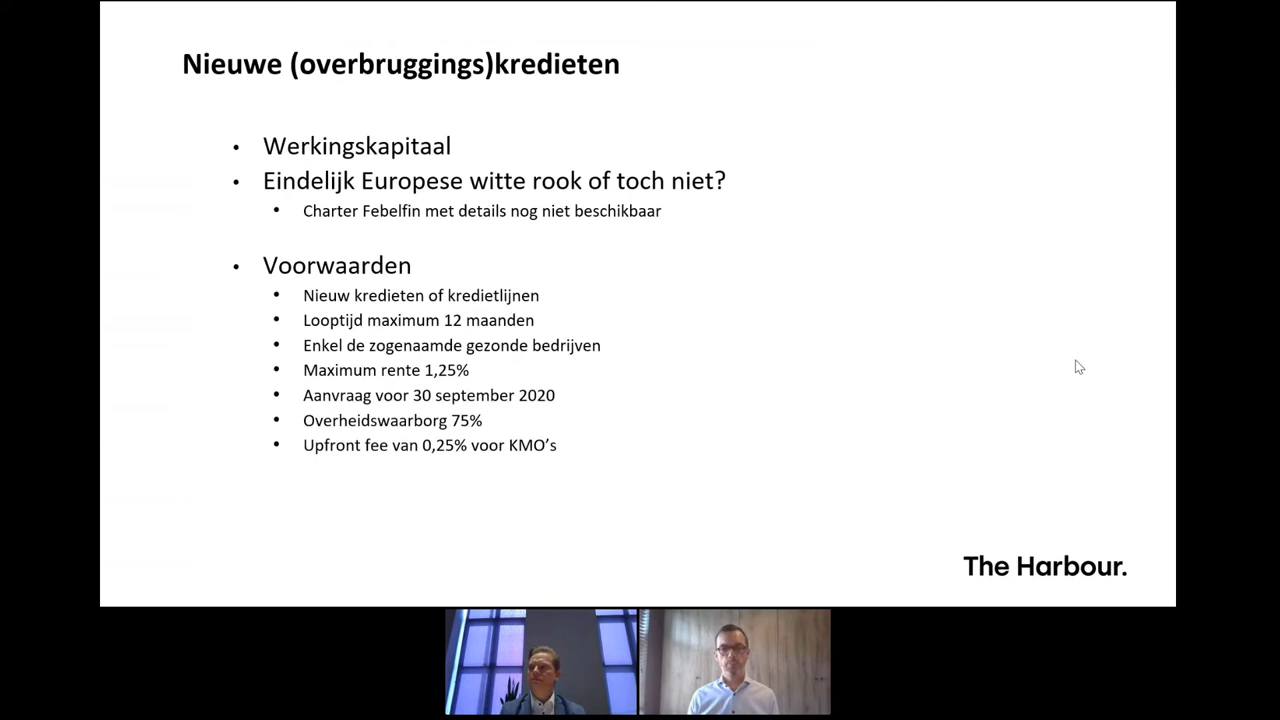 Nieuwe (overbruggings)kredieten
• Werkingskapitaal
• Eindelijk Europese witte rook of toch niet?
• Charter Febelfin met details nog niet beschikbaar
• Voorwaarden
• Nieuw kredieten of kredietlijnen
• Looptijd maximum 12 maanden
• Enkel de zogenaamde gezonde bedrijven
• Maximum rente 1,25%
• Aanvraag voor 30 september 2020
• Overheidswaarborg 75%
• Upfront fee van 0,25% voor KMO’s
The Harbour.